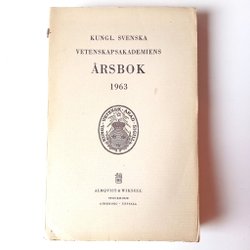 KUNGL. SVENSKA
VETENSKAPSAKADEMIENS
ÅRSBOK
1963
ALMQVIST & WIKSELL
STOCKHOLM
GÖTEBORG · UPPSALA